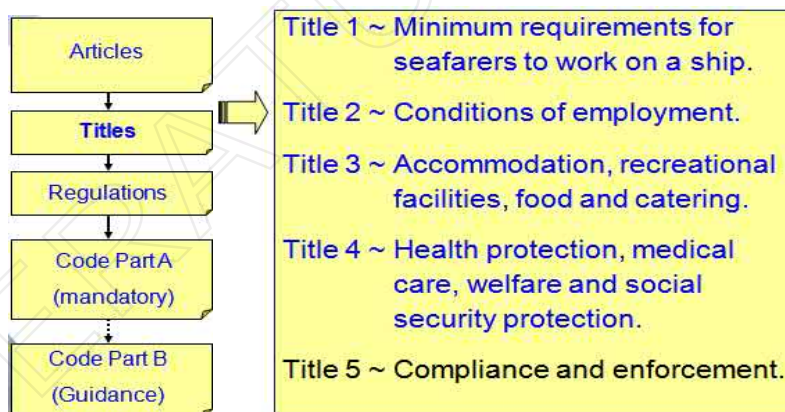 Articles
Titles
Regulations
Code Part A
(mandatory)
Code Part B
(Guidance)
Title 1 ~ Minimum requirements for
seafarers to work on a ship.
Title 2 ~ Conditions of employment.
Title 3 ~ Accommodation, recreational
facilities, food and catering.
Title 4 ~ Health protection, medical
care, welfare and social
security protection.
Title 5 ~ Compliance and enforcement.